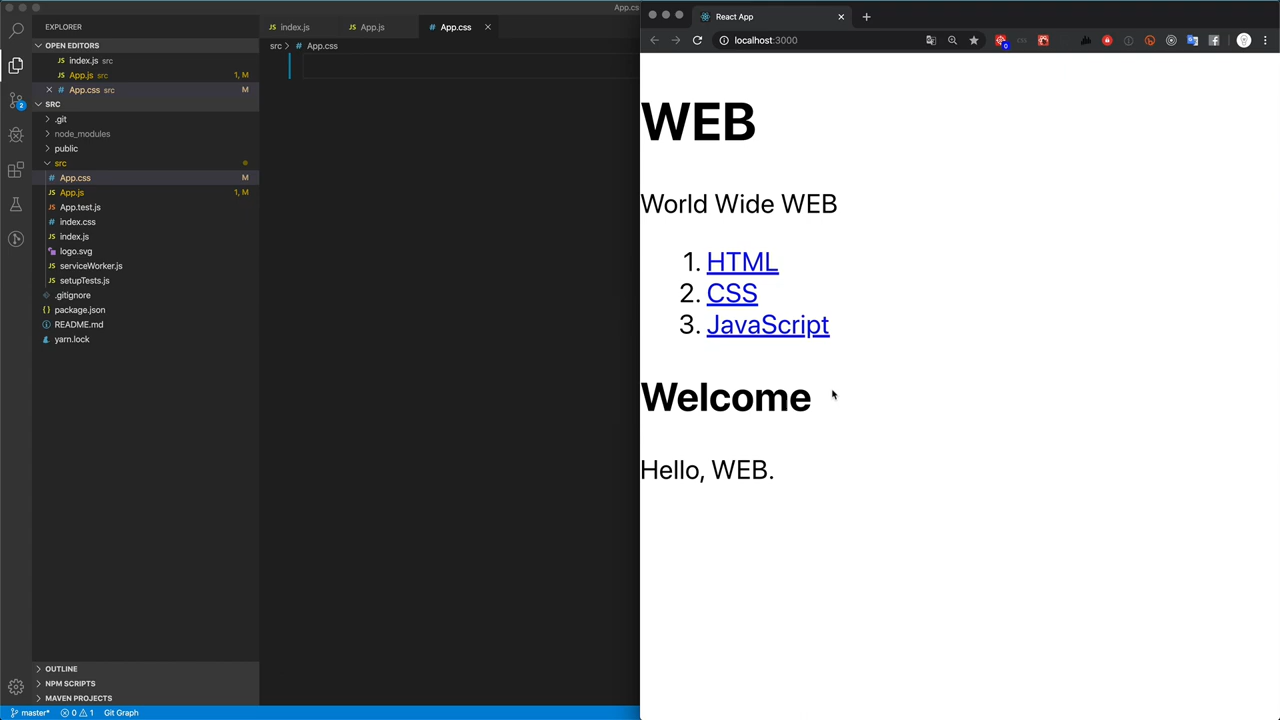 App.cs
EXPLORER
OPEN EDITORS
index.js src
App.js src 1, M
App.css src M
SRC
.git
node_modules
public
src
App.css M
App.js 1, M
App.test.js
index.css
index.js
logo.svg
serviceWorker.js
setupTests.js
.gitignore
package.json
README.md
yarn.lock
OUTLINE
NPM SCRIPTS
MAVEN PROJECTS
master* 0 1 Git Graph
index.js App.js App.css
src > App.css
React App
localhost:3000
WEB
World Wide WEB
1. HTML
2. CSS
3. JavaScript
Welcome
Hello, WEB.